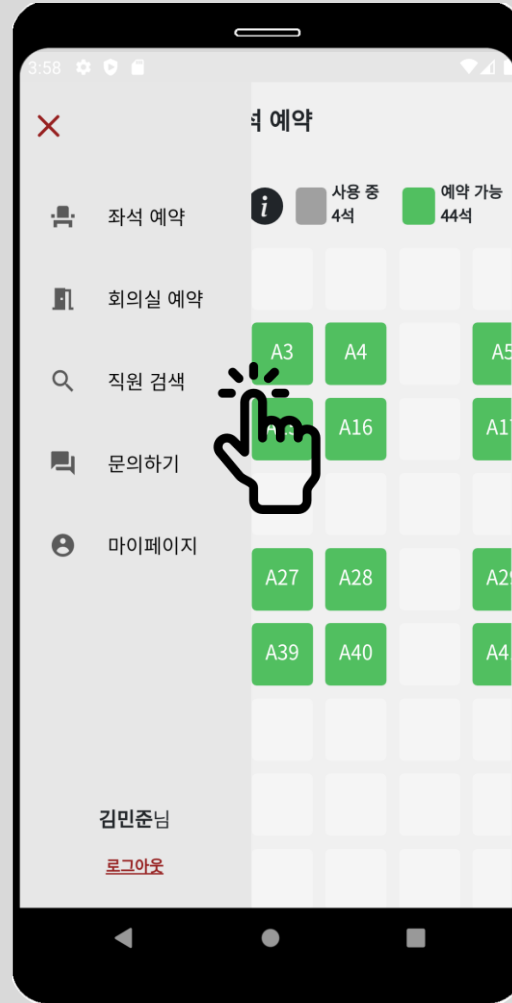 3:58
석 예약
i
사용 중
4석
예약 가능
44석
좌석 예약
회의실 예약
직원 검색
문의하기
마이페이지
A3 A4 A5
A16 A17
A27 A28 A29
A39 A40
김민준님
로그아웃